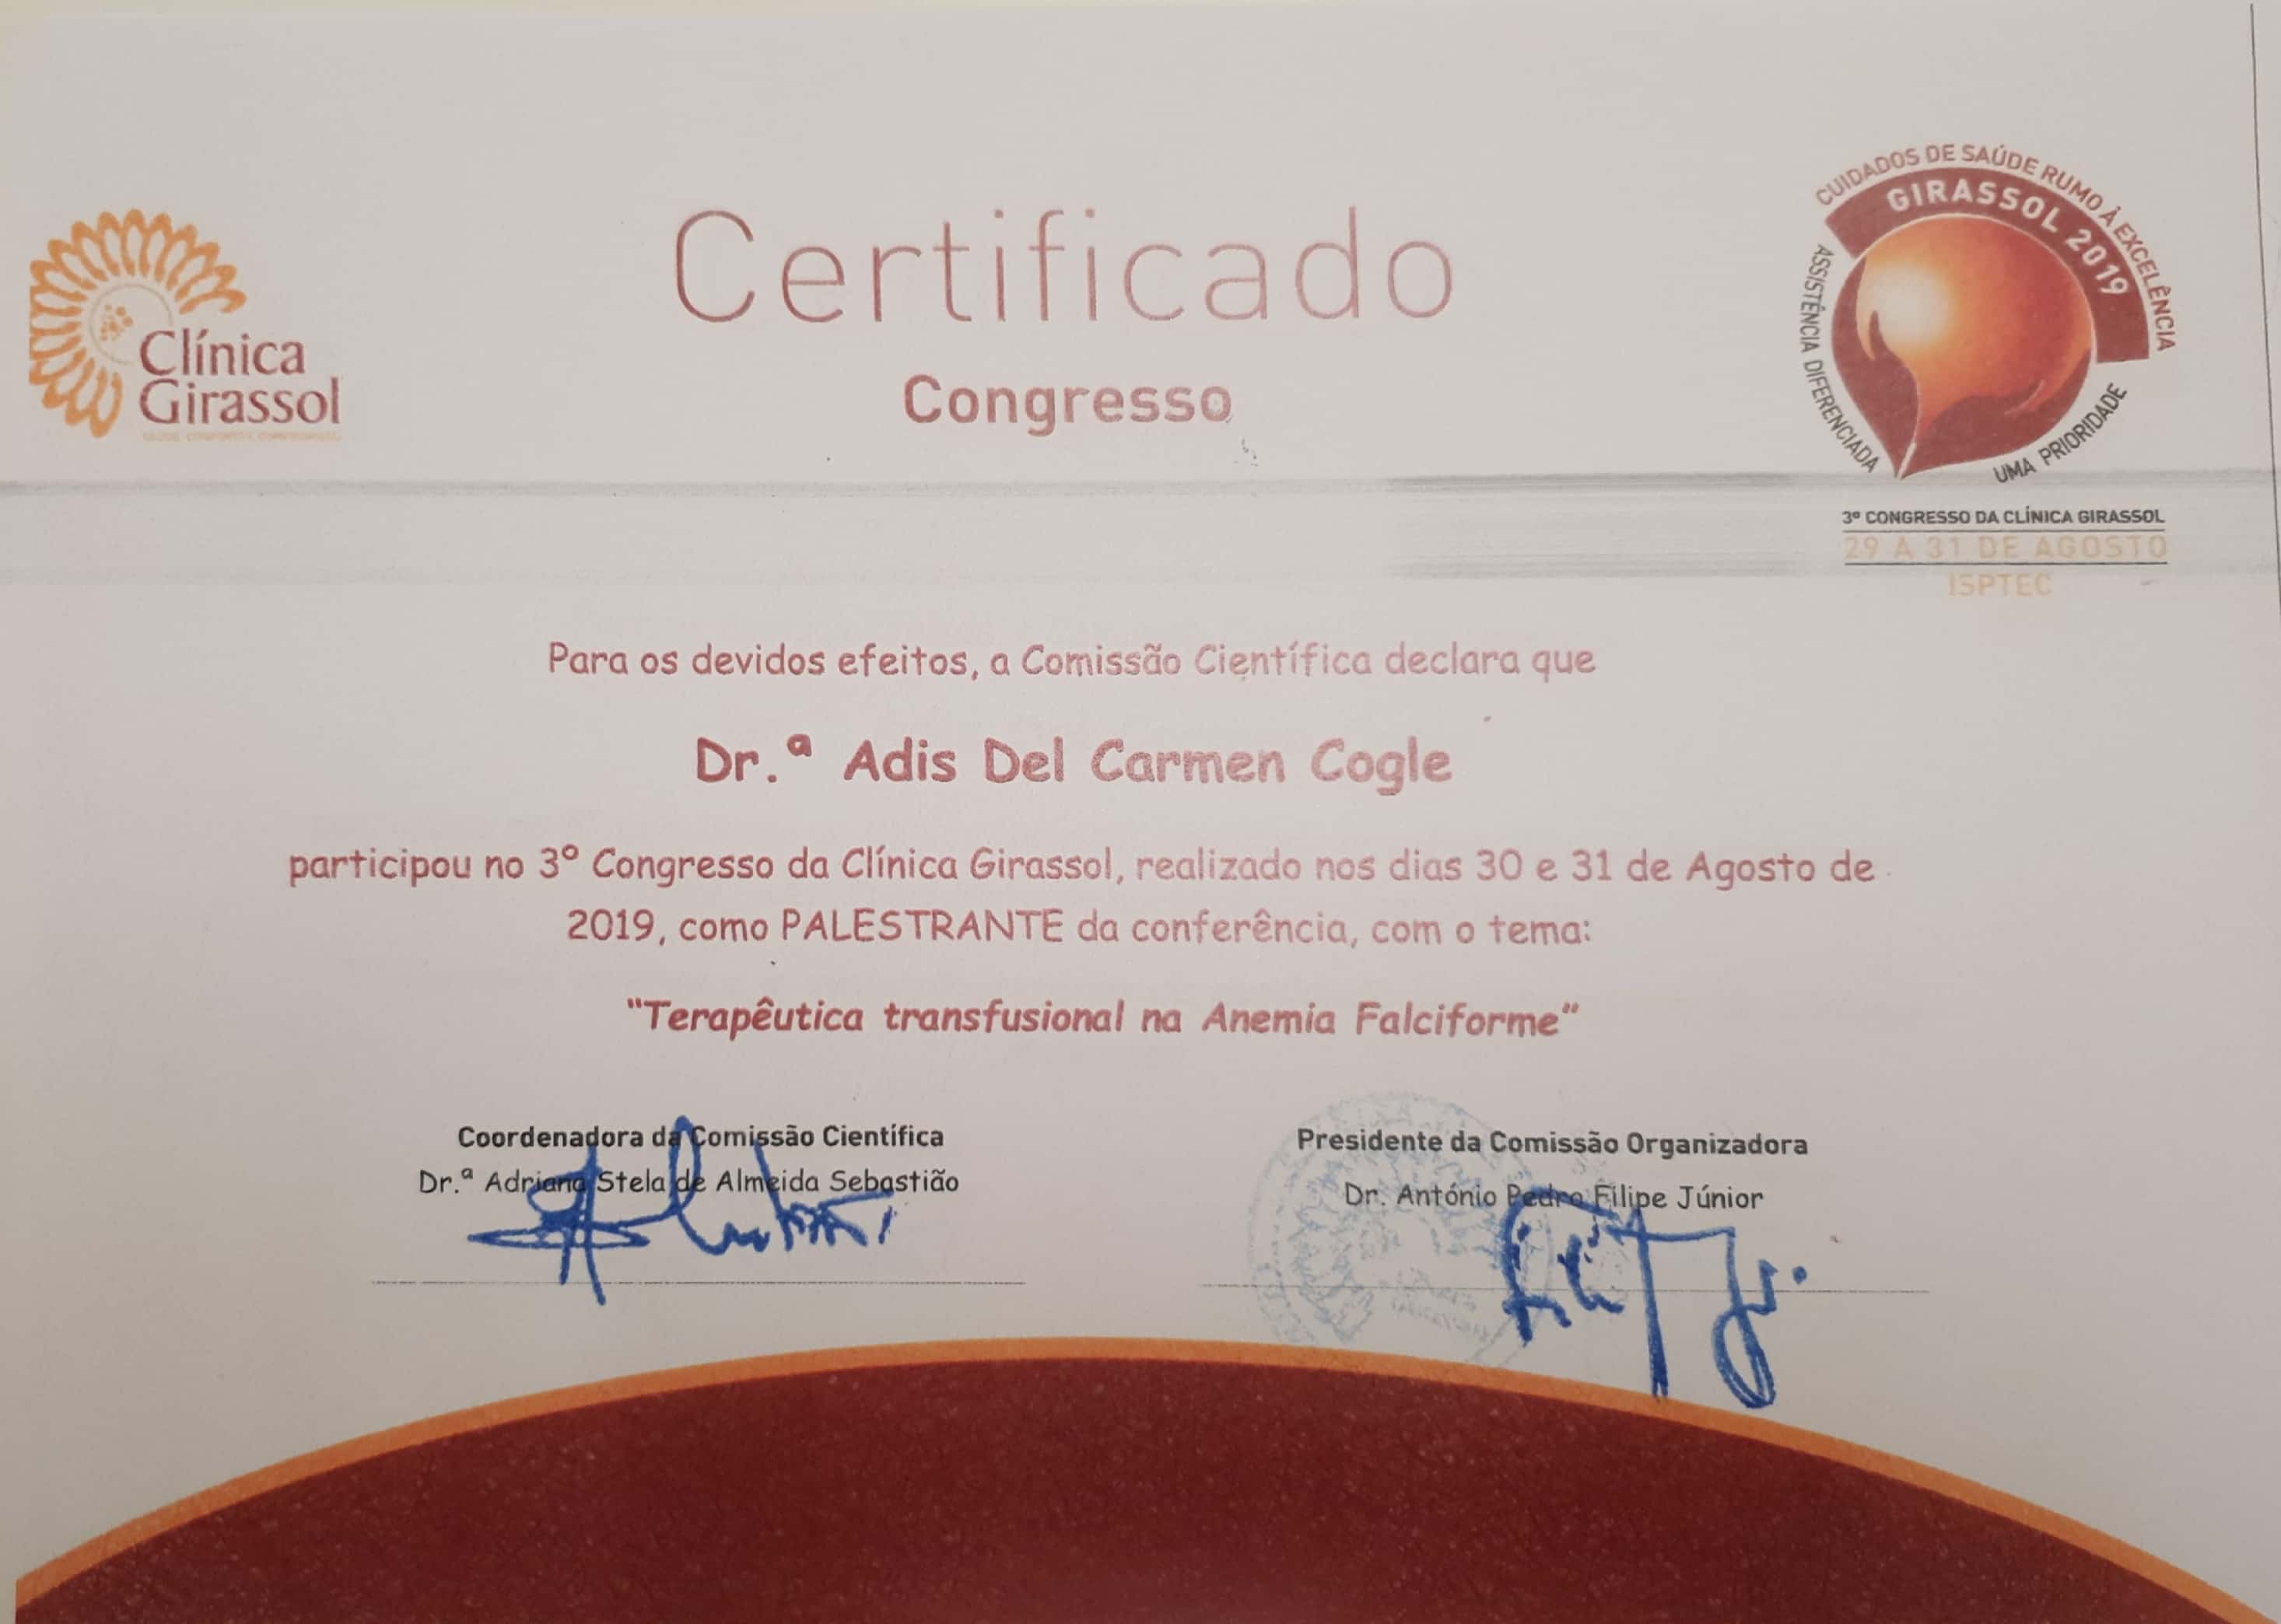 Certificado
Congresso
Clínica
Girassol
CUIDADOS DE SAÚDE RUMO À EXCELÊNCIA
GIRASSOL 2019
ASSISTÊNCIA DIFERENCIADA
UMA PRIORIDADE
3º CONGRESSO DA CLÍNICA GIRASSOL
29 A 31 DE AGOSTO
ISPTEC
Para os devidos efeitos, a Comissão Científica declara que
Dr.ª Adis Del Carmen Cogle
participou no 3º Congresso da Clínica Girassol, realizado nos dias 30 e 31 de Agosto de
2019, como PALESTRANTE da conferência, com o tema:
"Terapêutica transfusional na Anemia Falciforme"
Coordenadora da Comissão Científica
Dr.ª Adriana Stela de Almeida Sebastião
Presidente da Comissão Organizadora
Dr. António Pedro Filipe Júnior